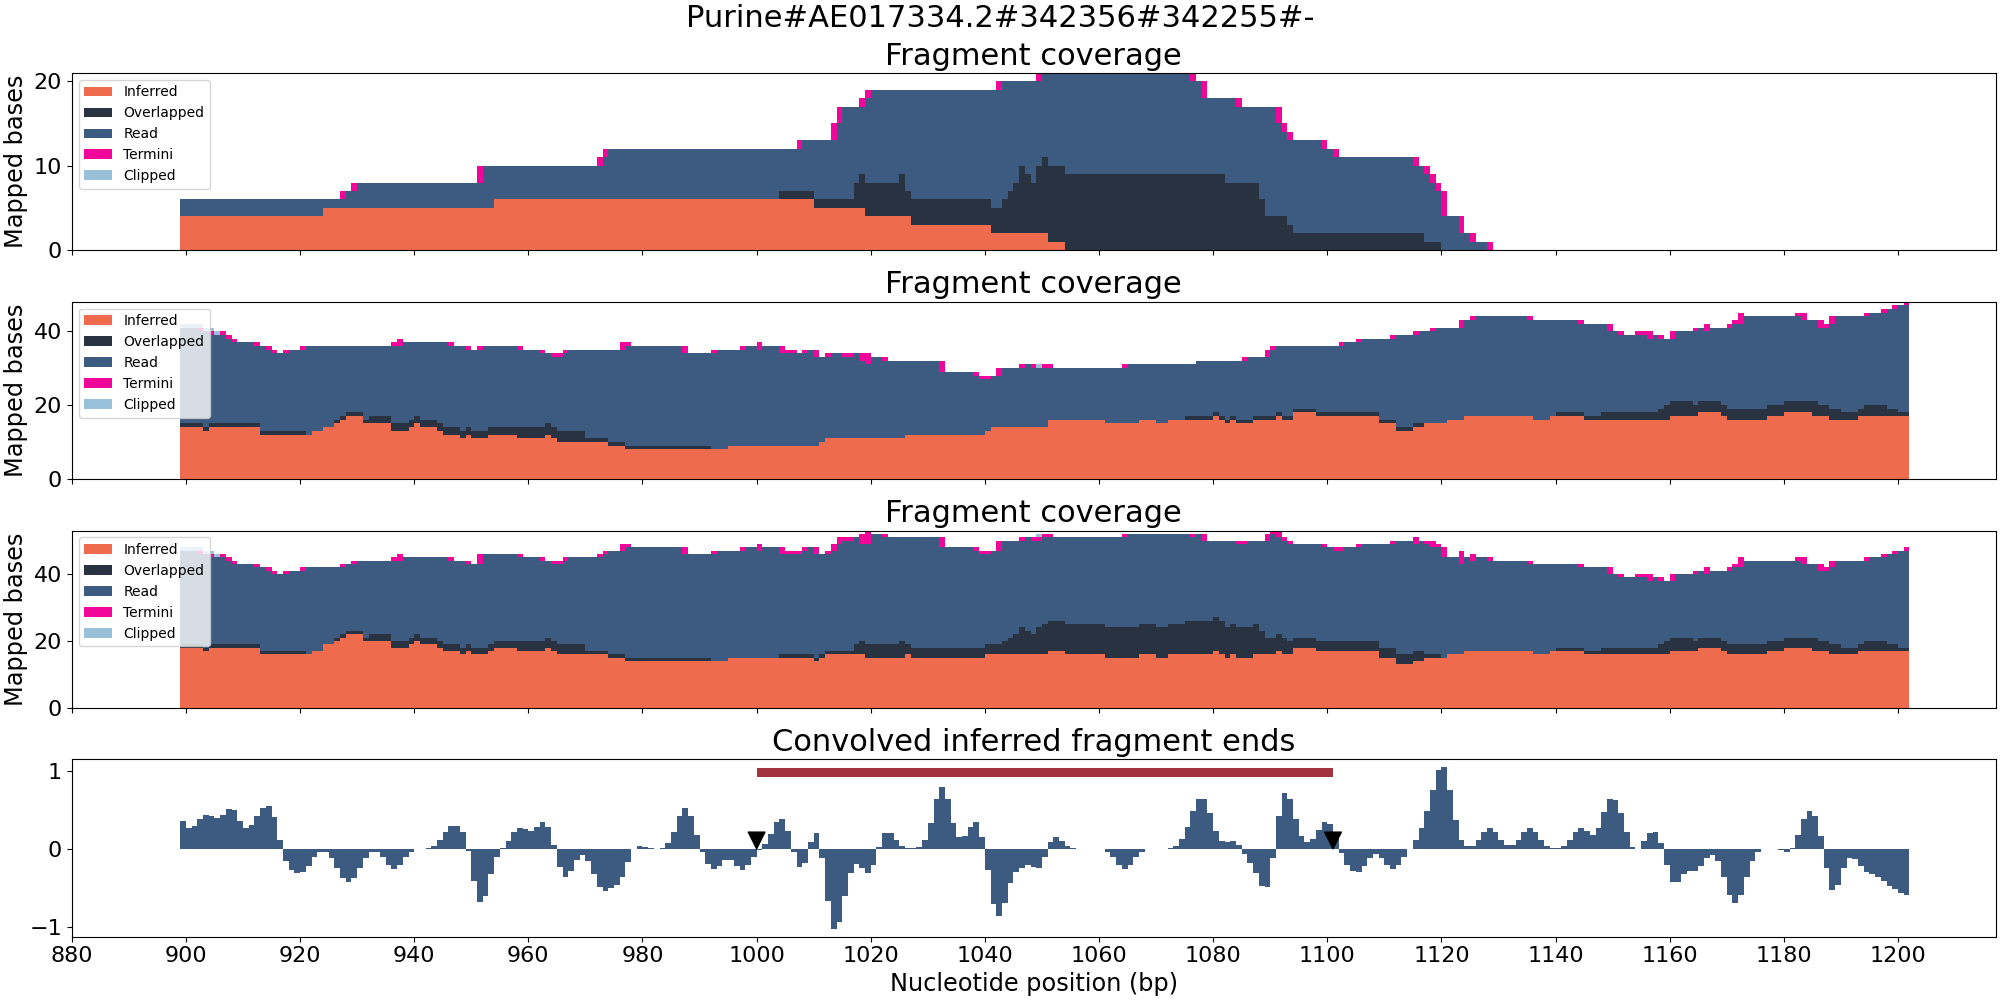 Purine#AE017334.2#342356#342255#-
Fragment coverage
Mapped bases
20
10
0
Inferred
Overlapped
Read
Termini
Clipped
Fragment coverage
Mapped bases
40
20
0
Inferred
Overlapped
Read
Termini
Clipped
Fragment coverage
Mapped bases
40
20
0
Inferred
Overlapped
Read
Termini
Clipped
Convolved inferred fragment ends
1
0
−1
880 900 920 940 960 980 1000 1020 1040 1060 1080 1100 1120 1140 1160 1180 1200
Nucleotide position (bp)